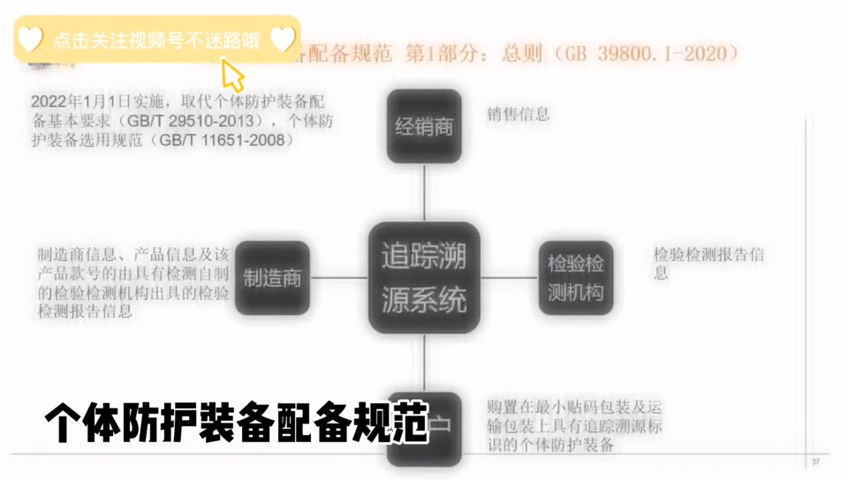 点击关注视频号不迷路哦
备配备规范 第1部分：总则（GB 39800.1-2020）
2022年1月1日实施，取代个体防护装备配
备基本要求（GB/T 29510-2013），个体防
护装备选用规范（GB/T 11651-2008）
经销商
销售信息
制造商信息、产品信息及该
产品款号的由具有检测自制
的检验检测机构出具的检验
检测报告信息
制造商
追踪溯
源系统
检验检
测机构
检验检测报告信
息
户
购置在最小贴码包装及运
输包装上具有追踪溯源标
识的个体防护装备
个体防护装备配备规范
37